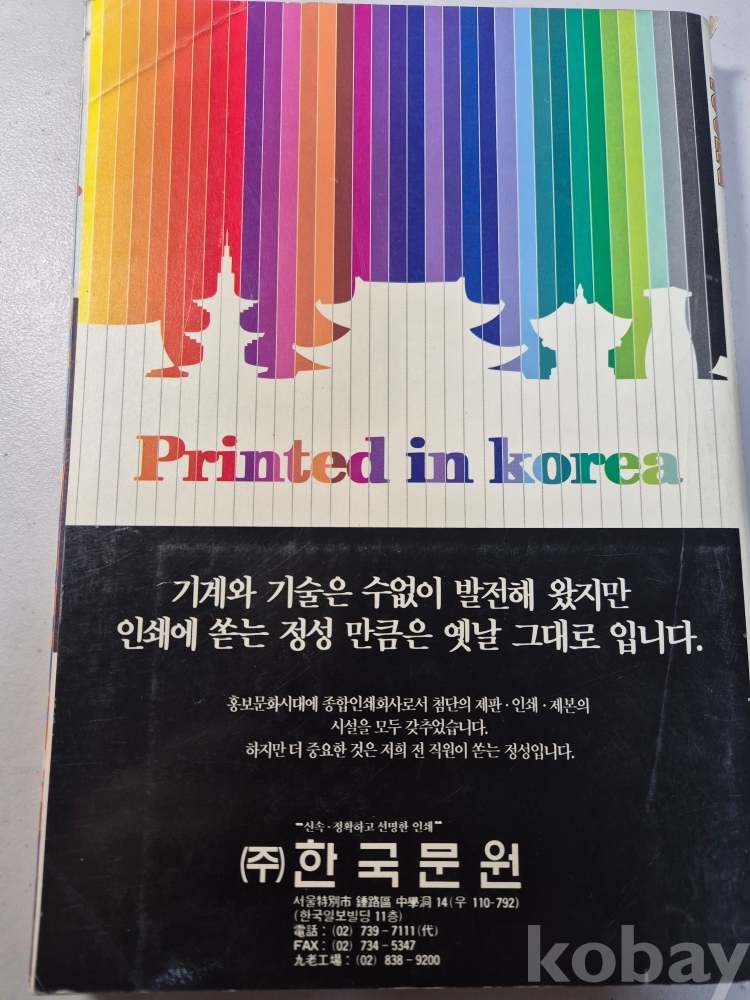 Printed in korea
기계와 기술은 수없이 발전해 왔지만
인쇄에 쏟는 정성 만큼은 옛날 그대로 입니다.
홍보문화시대에 종합인쇄회사로서 첨단의 제판·인쇄·제본의
시설을 모두 갖추었습니다.
하지만 더 중요한 것은 저희 전 직원이 쏟는 정성입니다.
"신속·정확하고 선명한 인쇄"
(주)한국문원
서울特別市 鍾路區 中學洞 14(우 110-792)
(한국일보빌딩 11층)
電話: (02) 739-7111(代)
FAX: (02) 734-5347
九老工場: (02) 838-9200
kobay